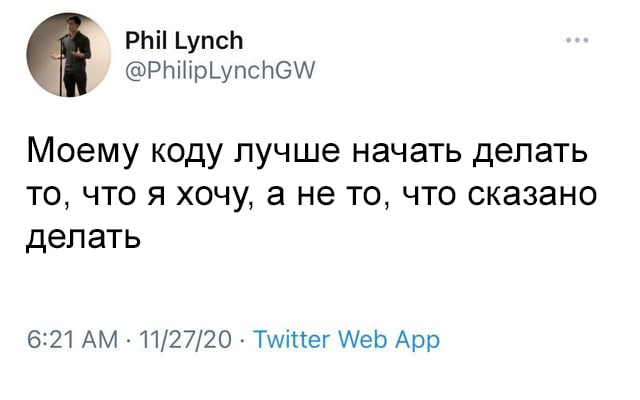 Phil Lynch
@PhilipLynchGW
Моему коду лучше начать делать
то, что я хочу, а не то, что сказано
делать
6:21 AM · 11/27/20 · Twitter Web App